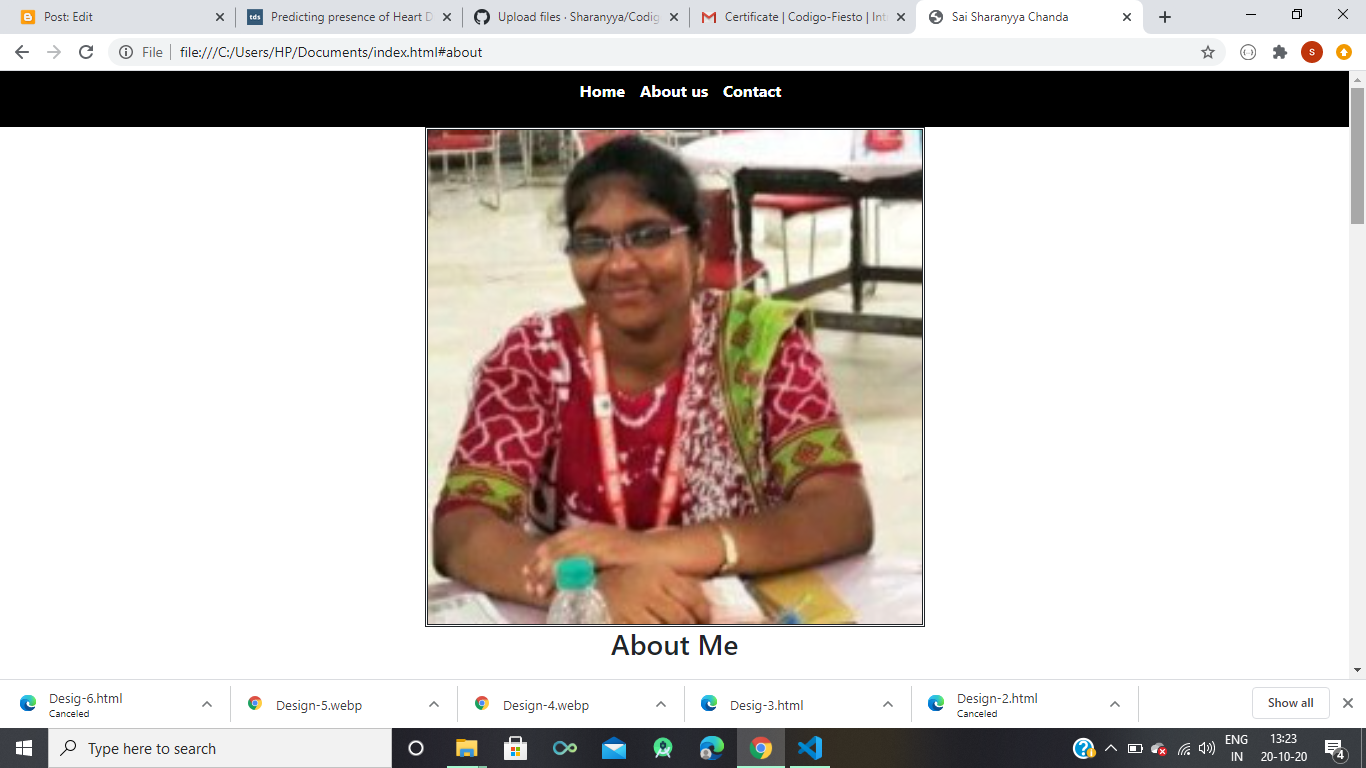 Post: Edit
tds Predicting presence of Heart D
Upload files · Sharanyya/Codig
Certificate | Codigo-Fiesto | Int
Sai Sharanyya Chanda
File file:///C:/Users/HP/Documents/index.html#about
s
Home About us Contact
About Me
Desig-6.html
Canceled
Design-5.webp
Design-4.webp
Desig-3.html
Design-2.html
Canceled
Show all
Type here to search
ENG
IN
13:23
20-10-20
4